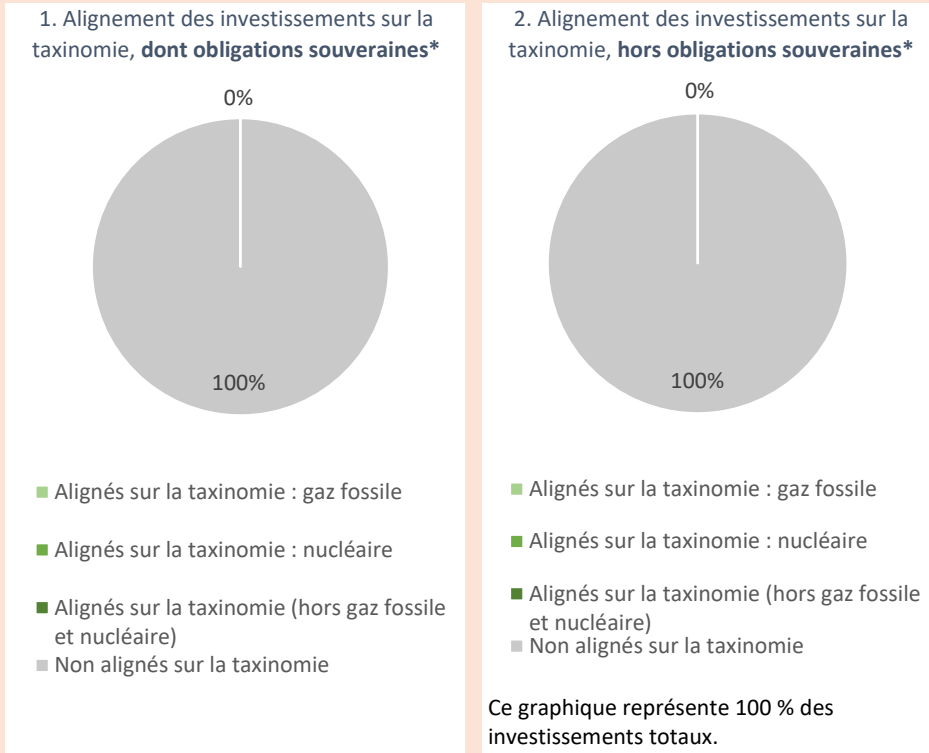 1. Alignement des investissements sur la
taxinomie, dont obligations souveraines*
0%
100%
Alignés sur la taxinomie : gaz fossile
Alignés sur la taxinomie : nucléaire
Alignés sur la taxinomie (hors gaz fossile
et nucléaire)
Non alignés sur la taxinomie
2. Alignement des investissements sur la
taxinomie, hors obligations souveraines*
0%
100%
Alignés sur la taxinomie : gaz fossile
Alignés sur la taxinomie : nucléaire
Alignés sur la taxinomie (hors gaz fossile
et nucléaire)
Non alignés sur la taxinomie
Ce graphique représente 100 % des
investissements totaux.